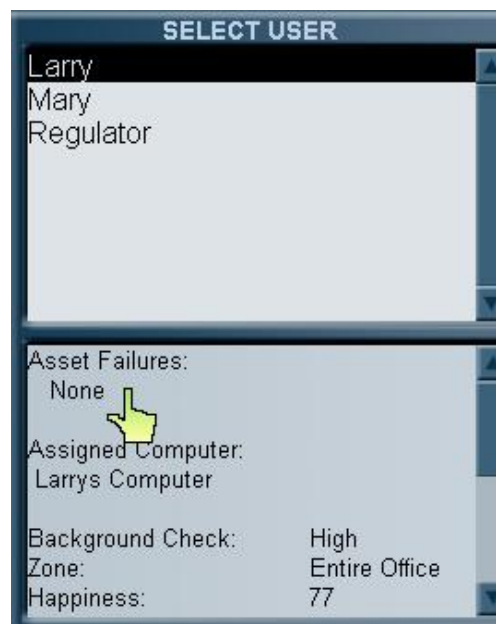 SELECT USER
Larry
Mary
Regulator
Asset Failures:
None
Assigned Computer:
Larrys Computer
Background Check: High
Zone: Entire Office
Happiness: 77